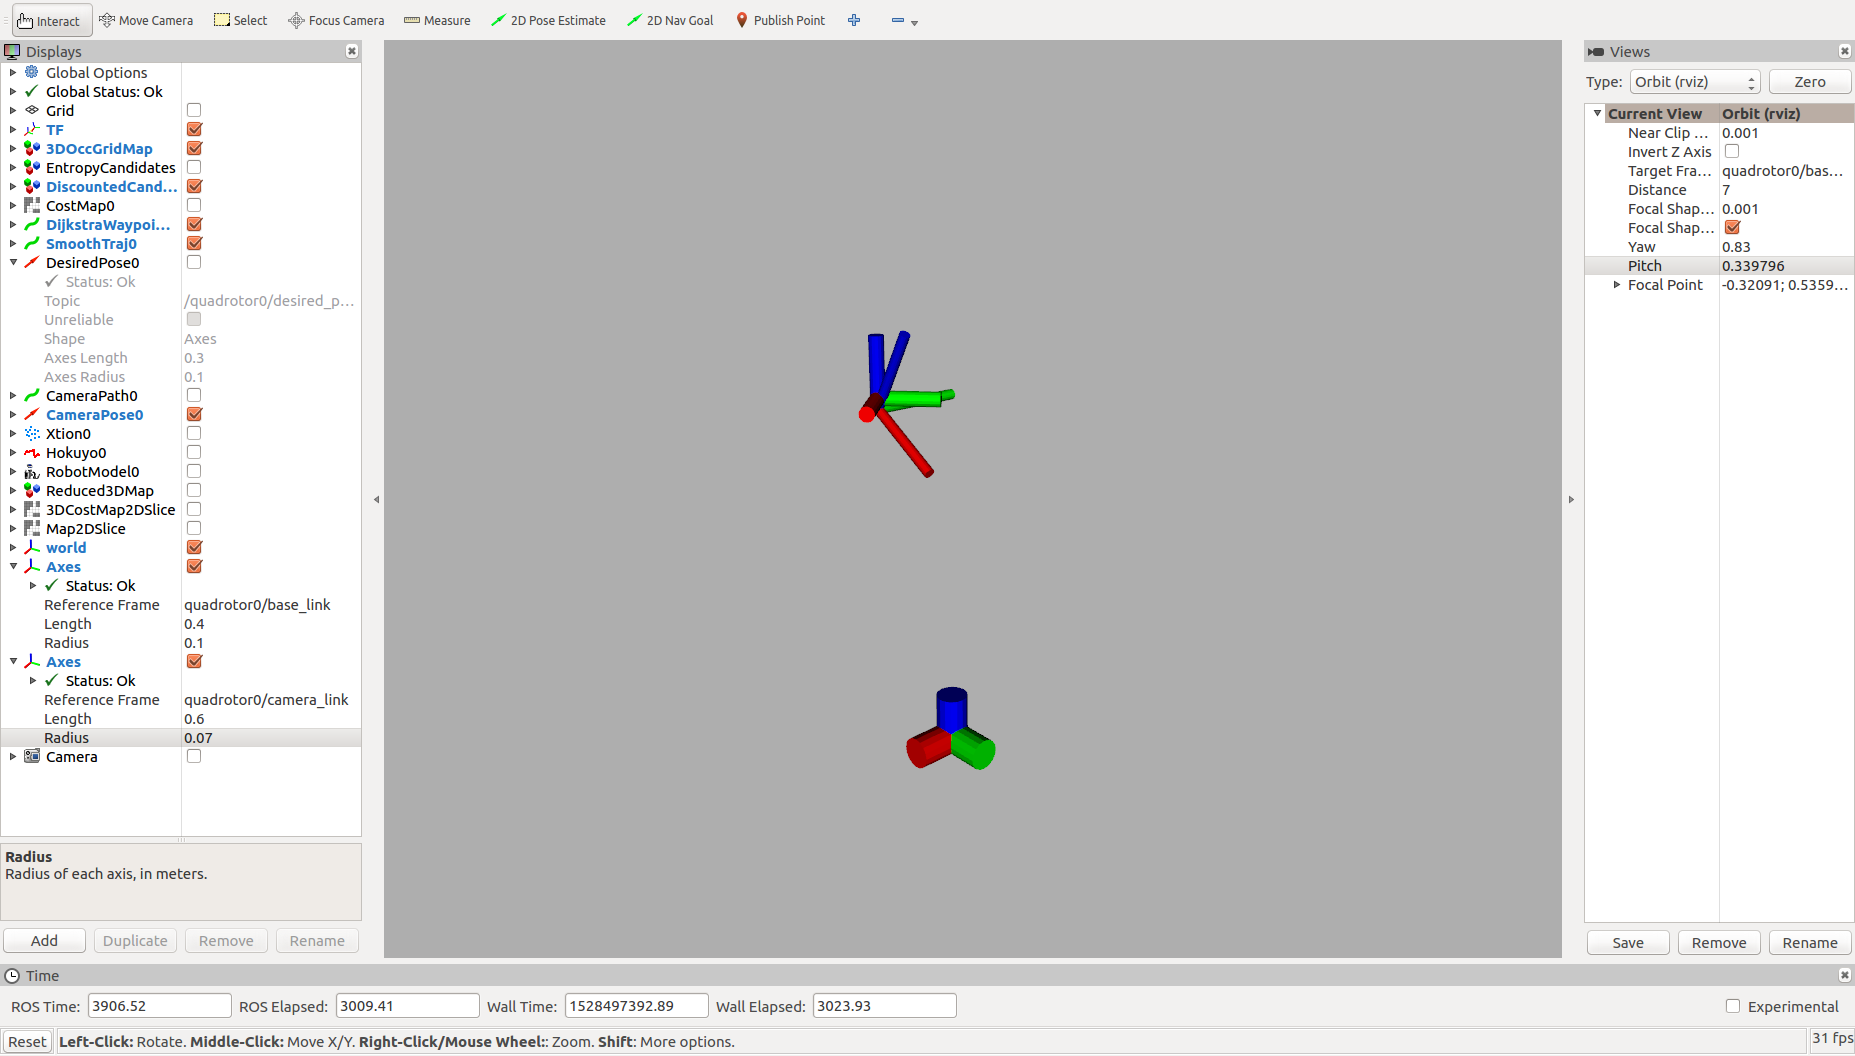 Interact Move Camera Select Focus Camera Measure 2D Pose Estimate 2D Nav Goal Publish Point
Displays
Global Options
Global Status: Ok
Grid
TF
3DOccGridMap
EntropyCandidates
DiscountedCand...
CostMap0
DijkstraWaypoi...
SmoothTraj0
DesiredPose0
Status: Ok
Topic /quadrotor0/desired_p...
Unreliable
Shape Axes
Axes Length 0.3
Axes Radius 0.1
CameraPath0
CameraPose0
Xtion0
Hokuyo0
RobotModel0
Reduced3DMap
3DCostMap2DSlice
Map2DSlice
world
Axes
Status: Ok
Reference Frame quadrotor0/base_link
Length 0.4
Radius 0.1
Axes
Status: Ok
Reference Frame quadrotor0/camera_link
Length 0.6
Radius 0.07
Camera
Radius
Radius of each axis, in meters.
Add Duplicate Remove Rename
Views
Type: Orbit (rviz) Zero
Current View Orbit (rviz)
Near Clip ... 0.001
Invert Z Axis
Target Fra... quadrotor0/bas...
Distance 7
Focal Shap... 0.001
Focal Shap...
Yaw 0.83
Pitch 0.339796
Focal Point -0.32091; 0.5359...
Save Remove Rename
Time
ROS Time: 3906.52 ROS Elapsed: 3009.41 Wall Time: 1528497392.89 Wall Elapsed: 3023.93 Experimental
Reset Left-Click: Rotate. Middle-Click: Move X/Y. Right-Click/Mouse Wheel:: Zoom. Shift: More options. 31 fps